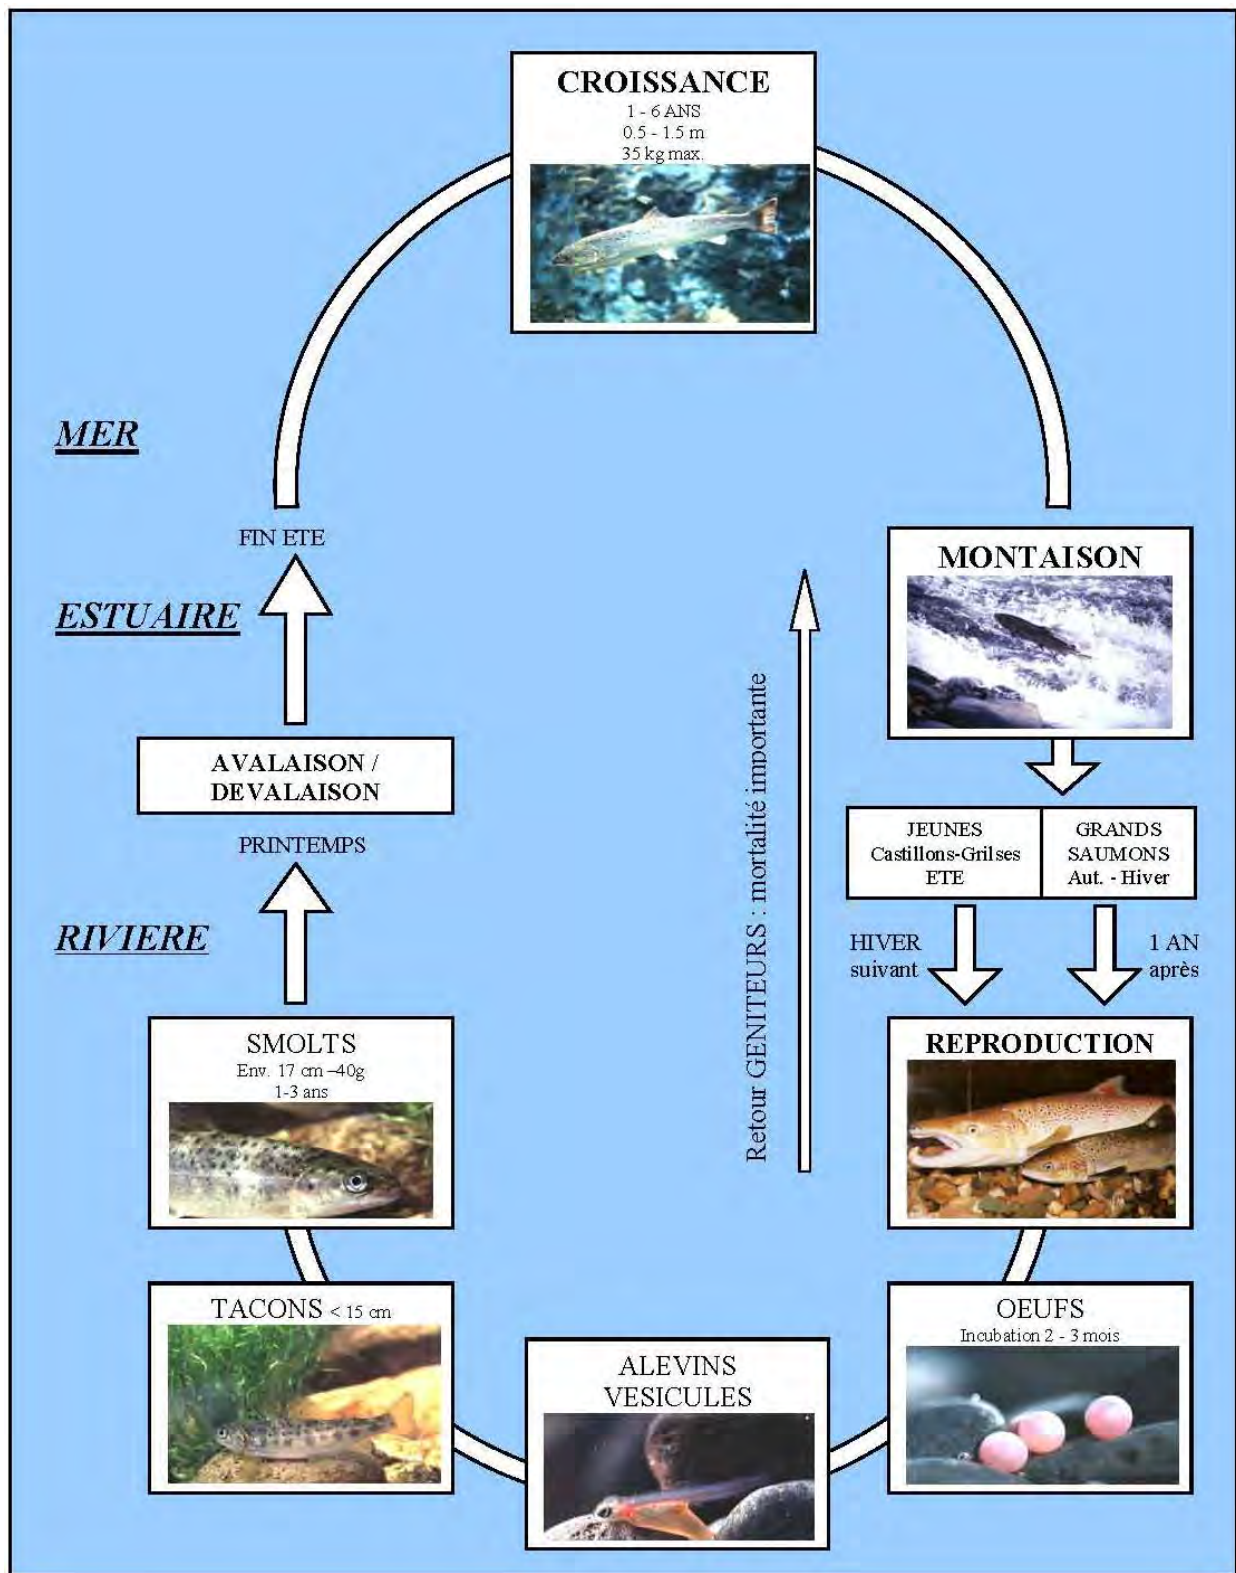 CROISSANCE
1 - 6 ANS
0.5 - 1.5 m
35 kg max.
MER
FIN ETE
MONTAISON
ESTUAIRE
Retour GENITEURS : mortalité importante
AVALAISON /
DEVALAISON
PRINTEMPS
JEUNES
Castillons-Grilses
ETE
GRANDS
SAUMONS
Aut. - Hiver
RIVIERE
HIVER
suivant
1 AN
après
SMOLTS
Env. 17 cm –40g
1-3 ans
REPRODUCTION
TACONS < 15 cm
OEUFS
Incubation 2 - 3 mois
ALEVINS
VESICULES